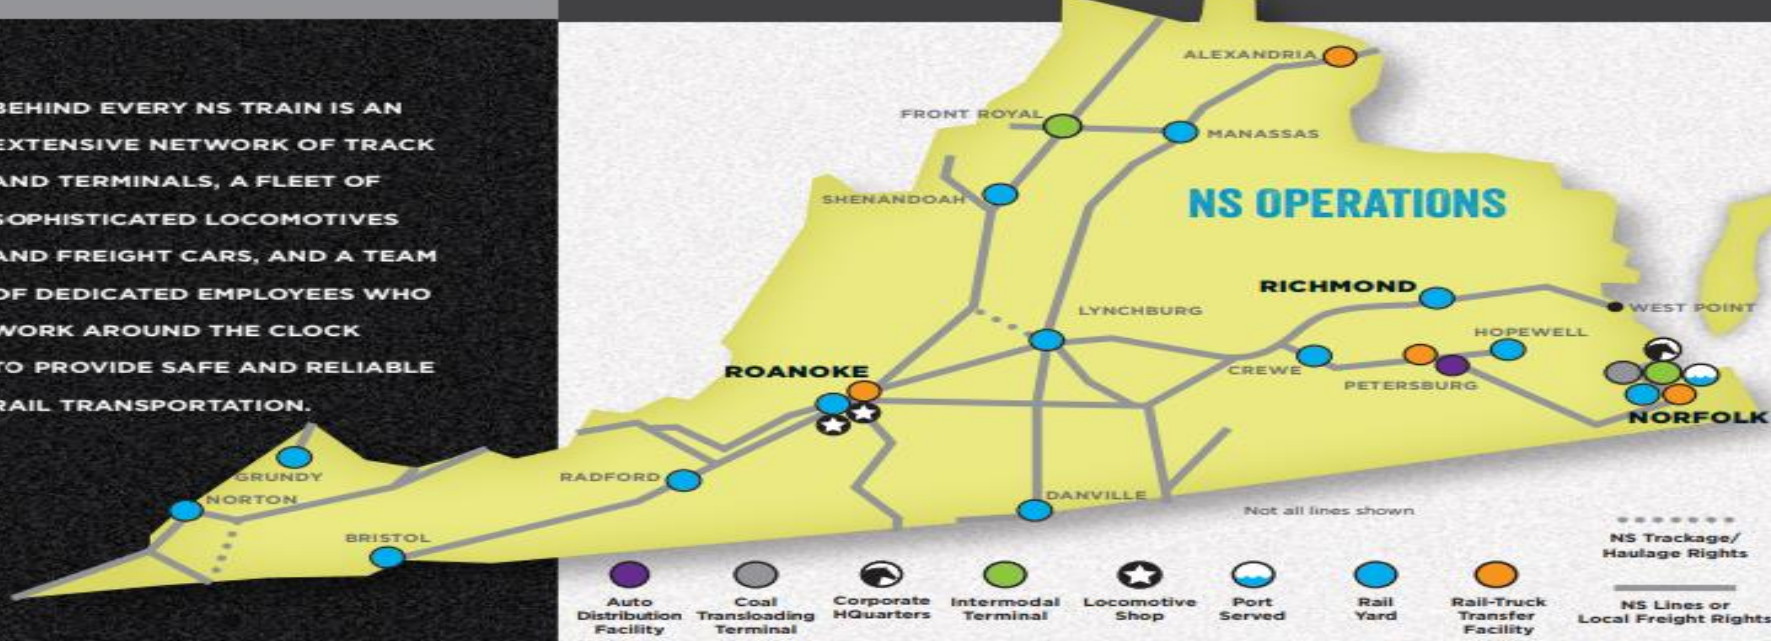 BEHIND EVERY NS TRAIN IS AN
EXTENSIVE NETWORK OF TRACK
AND TERMINALS, A FLEET OF
SOPHISTICATED LOCOMOTIVES
AND FREIGHT CARS, AND A TEAM
OF DEDICATED EMPLOYEES WHO
WORK AROUND THE CLOCK
TO PROVIDE SAFE AND RELIABLE
RAIL TRANSPORTATION.
ALEXANDRIA
FRONT ROYAL
MANASSAS
SHENANDOAH
NS OPERATIONS
RICHMOND
WEST POINT
LYNCHBURG
HOPEWELL
ROANOKE
CREWE
PETERSBURG
NORFOLK
GRUNDY
RADFORD
NORTON
DANVILLE
BRISTOL
Not all lines shown
NS Trackage/
Haulage Rights
NS Lines or
Local Freight Rights
Auto
Distribution
Facility
Coal
Transloading
Terminal
Corporate
HQuarters
Intermodal
Terminal
Locomotive
Shop
Port
Served
Rail
Yard
Rail-Truck
Transfer
Facility